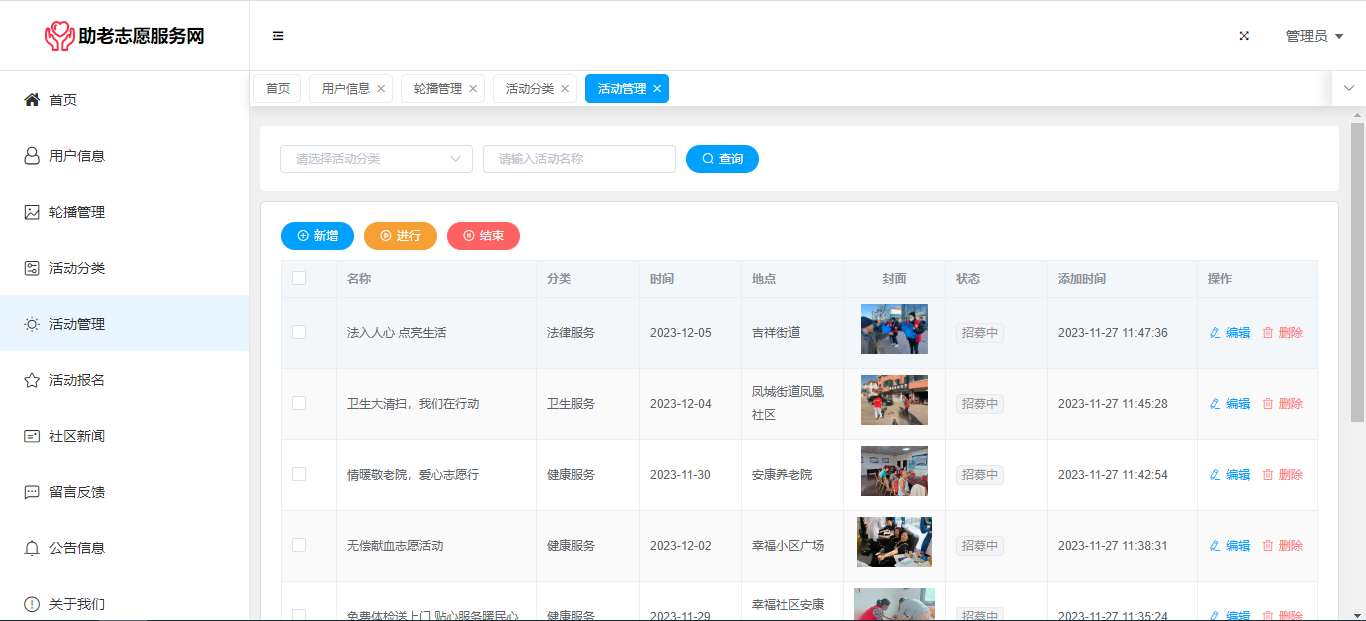 助老志愿服务网
管理员
首页
用户信息
轮播管理
活动分类
活动管理
活动报名
社区新闻
留言反馈
公告信息
关于我们
首页 用户信息 轮播管理 活动分类 活动管理
请选择活动分类 请输入活动名称 查询
新增 进行 结束
名称 分类 时间 地点 封面 状态 添加时间 操作
法入人心 点亮生活 法律服务 2023-12-05 吉祥街道 招募中 2023-11-27 11:47:36 编辑 删除
卫生大清扫，我们在行动 卫生服务 2023-12-04 凤城街道凤凰社区 招募中 2023-11-27 11:45:28 编辑 删除
情暖敬老院，爱心志愿行 健康服务 2023-11-30 安康养老院 招募中 2023-11-27 11:42:54 编辑 删除
无偿献血志愿活动 健康服务 2023-12-02 幸福小区广场 招募中 2023-11-27 11:38:31 编辑 删除
免费体检送上门 贴心服务暖民心 健康服务 2023-11-29 幸福社区安康 招募中 2023-11-27 11:35:24 编辑 删除